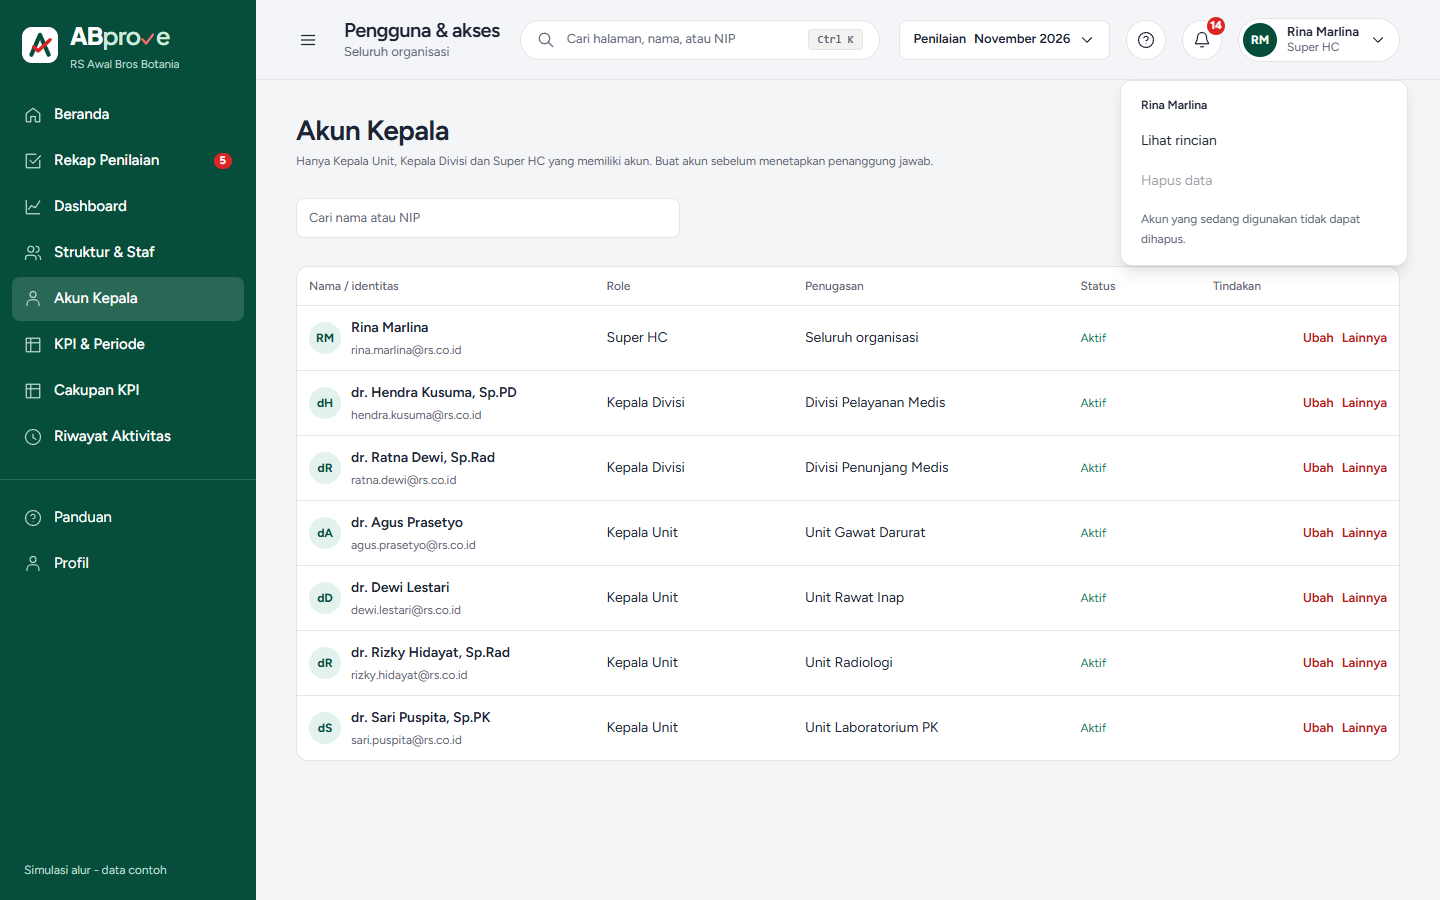 ABprove
RS Awal Bros Botania
Beranda
Rekap Penilaian 5
Dashboard
Struktur & Staf
Akun Kepala
KPI & Periode
Cakupan KPI
Riwayat Aktivitas
Panduan
Profil
Simulasi alur - data contoh
Pengguna & akses
Seluruh organisasi
Cari halaman, nama, atau NIP Ctrl K
Penilaian November 2026
14
RM Rina Marlina
Super HC
Rina Marlina
Lihat rincian
Hapus data
Akun yang sedang digunakan tidak dapat
dihapus.
Akun Kepala
Hanya Kepala Unit, Kepala Divisi dan Super HC yang memiliki akun. Buat akun sebelum menetapkan penanggung jawab.
Cari nama atau NIP
Nama / identitas Role Penugasan Status Tindakan
RM Rina Marlina Super HC Seluruh organisasi Aktif Ubah Lainnya
rina.marlina@rs.co.id
dH dr. Hendra Kusuma, Sp.PD Kepala Divisi Divisi Pelayanan Medis Aktif Ubah Lainnya
hendra.kusuma@rs.co.id
dR dr. Ratna Dewi, Sp.Rad Kepala Divisi Divisi Penunjang Medis Aktif Ubah Lainnya
ratna.dewi@rs.co.id
dA dr. Agus Prasetyo Kepala Unit Unit Gawat Darurat Aktif Ubah Lainnya
agus.prasetyo@rs.co.id
dD dr. Dewi Lestari Kepala Unit Unit Rawat Inap Aktif Ubah Lainnya
dewi.lestari@rs.co.id
dR dr. Rizky Hidayat, Sp.Rad Kepala Unit Unit Radiologi Aktif Ubah Lainnya
rizky.hidayat@rs.co.id
dS dr. Sari Puspita, Sp.PK Kepala Unit Unit Laboratorium PK Aktif Ubah Lainnya
sari.puspita@rs.co.id